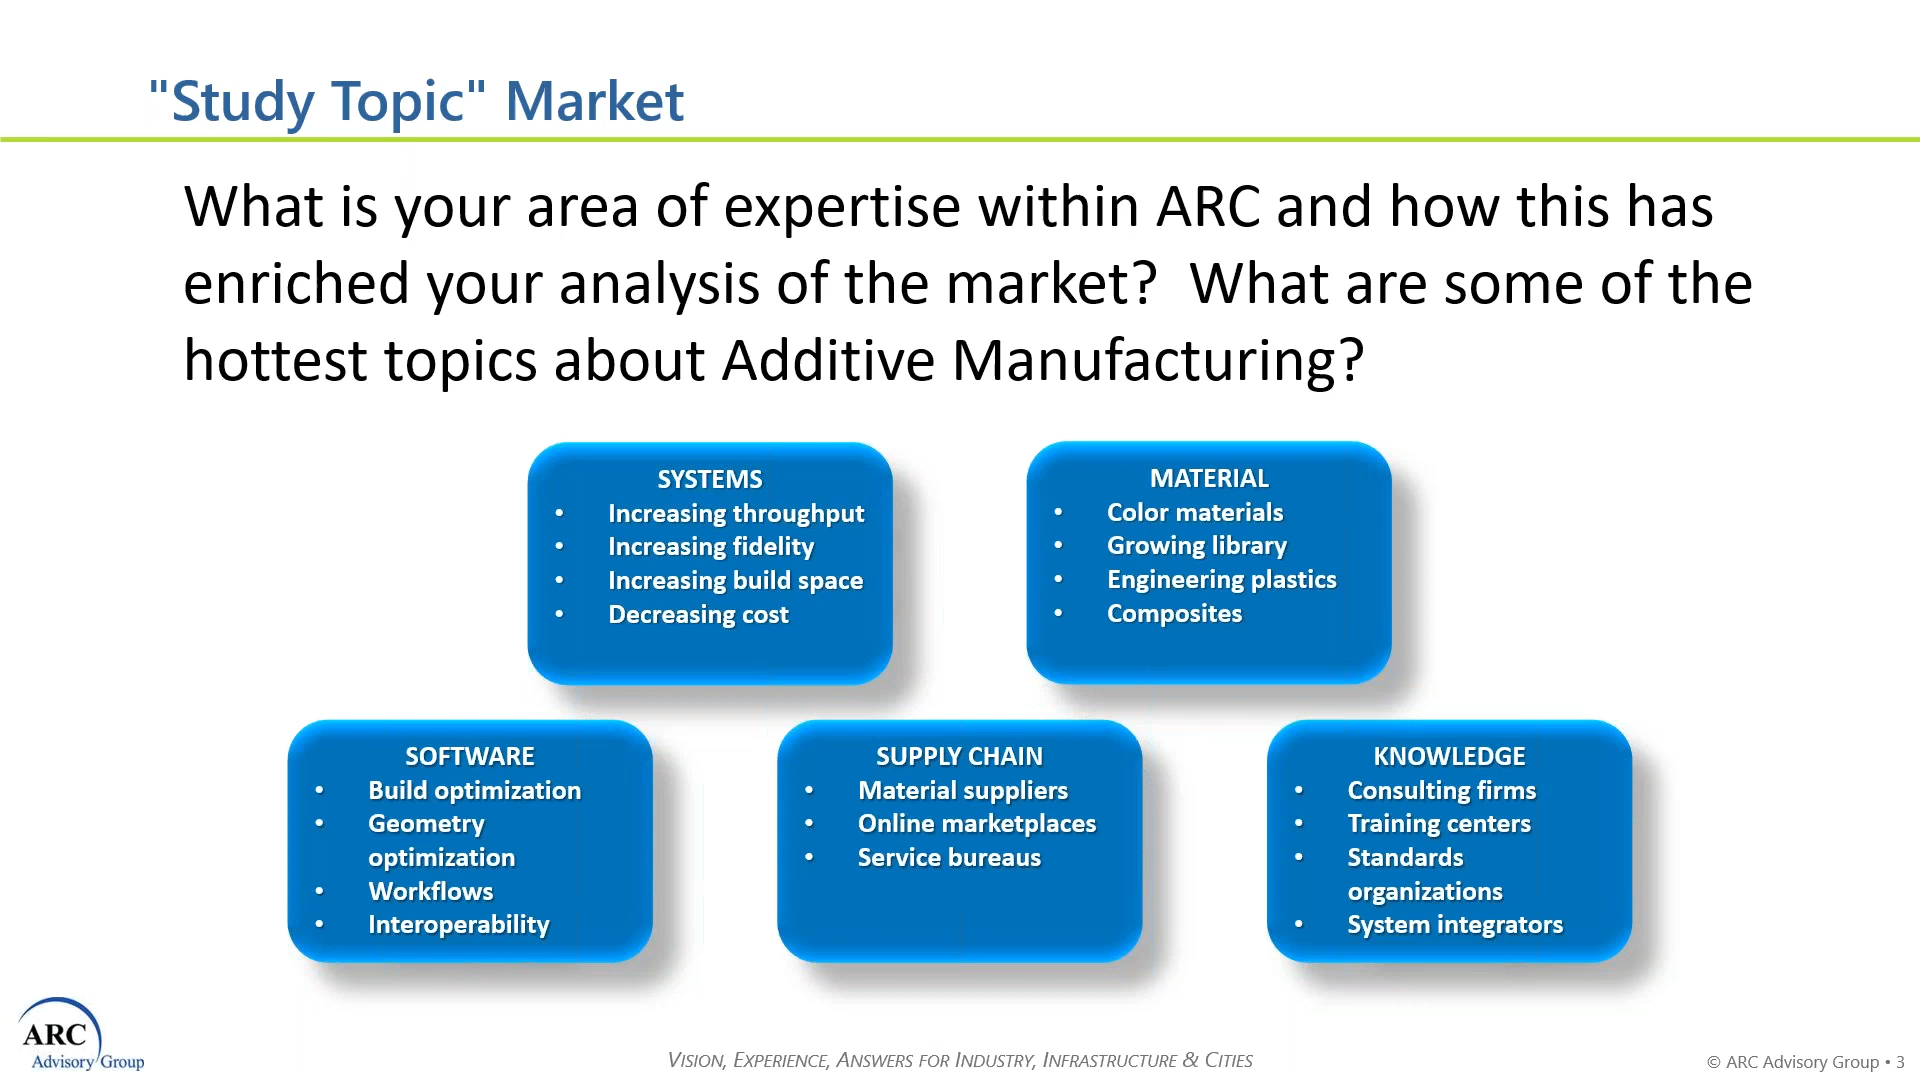 "Study Topic" Market
What is your area of expertise within ARC and how this has
enriched your analysis of the market?  What are some of the
hottest topics about Additive Manufacturing?
SYSTEMS
• Increasing throughput
• Increasing fidelity
• Increasing build space
• Decreasing cost
MATERIAL
• Color materials
• Growing library
• Engineering plastics
• Composites
SOFTWARE
• Build optimization
• Geometry
optimization
• Workflows
• Interoperability
SUPPLY CHAIN
• Material suppliers
• Online marketplaces
• Service bureaus
KNOWLEDGE
• Consulting firms
• Training centers
• Standards
organizations
• System integrators
ARC
Advisory Group
VISION, EXPERIENCE, ANSWERS FOR INDUSTRY, INFRASTRUCTURE & CITIES
© ARC Advisory Group • 3